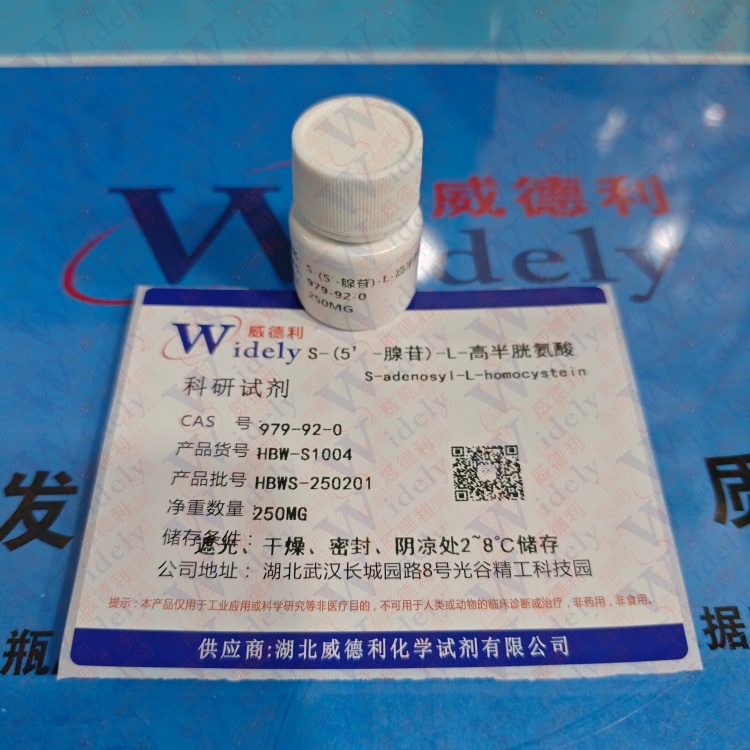 威德利
Widely
S-(5'-腺苷)-L-高半胱
979-92-0
250MG
威德利
Widely
S-(5’-腺苷)-L-高半胱氨酸
S-adenosyl-L-homocystein
科研试剂
CAS 号: 979-92-0
产品货号 HBW-S1004
产品批号 HBWS-250201
净重数量 250MG
储存条件: 遮光、干燥、密封、阴凉处2~8℃储存
公司地址: 湖北武汉长城园路8号光谷精工科技园
提示:本产品仅用于工业应用或科学研究等非医疗目的,不可用于人类或动物的临床诊断或治疗,非药用,非食用。
供应商:湖北威德利化学试剂有限公司
发
质
瓶
据